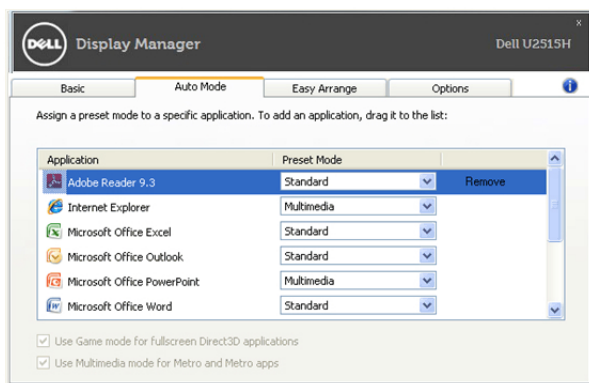 DELL Display Manager Dell U2515H
Basic Auto Mode Easy Arrange Options
Assign a preset mode to a specific application. To add an application, drag it to the list:
Application Preset Mode
Adobe Reader 9.3 Standard Remove
Internet Explorer Multimedia
Microsoft Office Excel Standard
Microsoft Office Outlook Standard
Microsoft Office PowerPoint Multimedia
Microsoft Office Word Standard
Use Game mode for fullscreen Direct3D applications
Use Multimedia mode for Metro and Metro apps